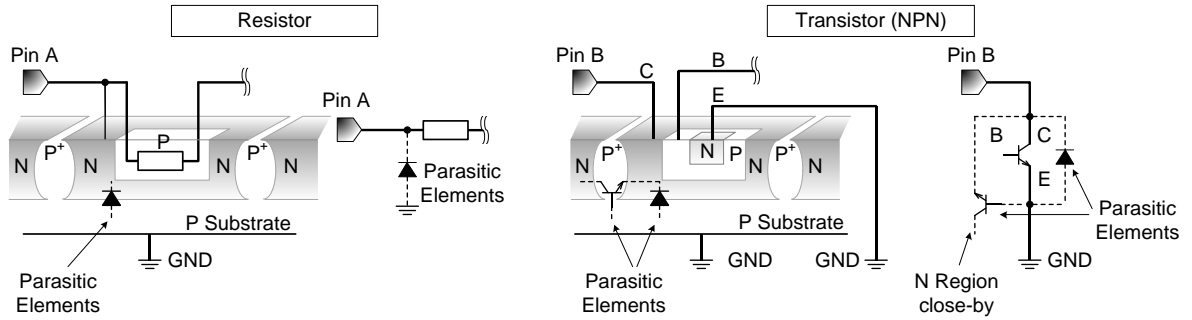 Resistor
Transistor (NPN)
Pin A
Pin A
N
P+
N
P
N
P+
N
Parasitic
Elements
P Substrate
GND
Parasitic
Elements
Pin B
C
B
E
N
P+
N
N
P
N
P+
N
P Substrate
GND
GND
Parasitic
Elements
Pin B
B
C
E
Parasitic
Elements
N Region
close-by